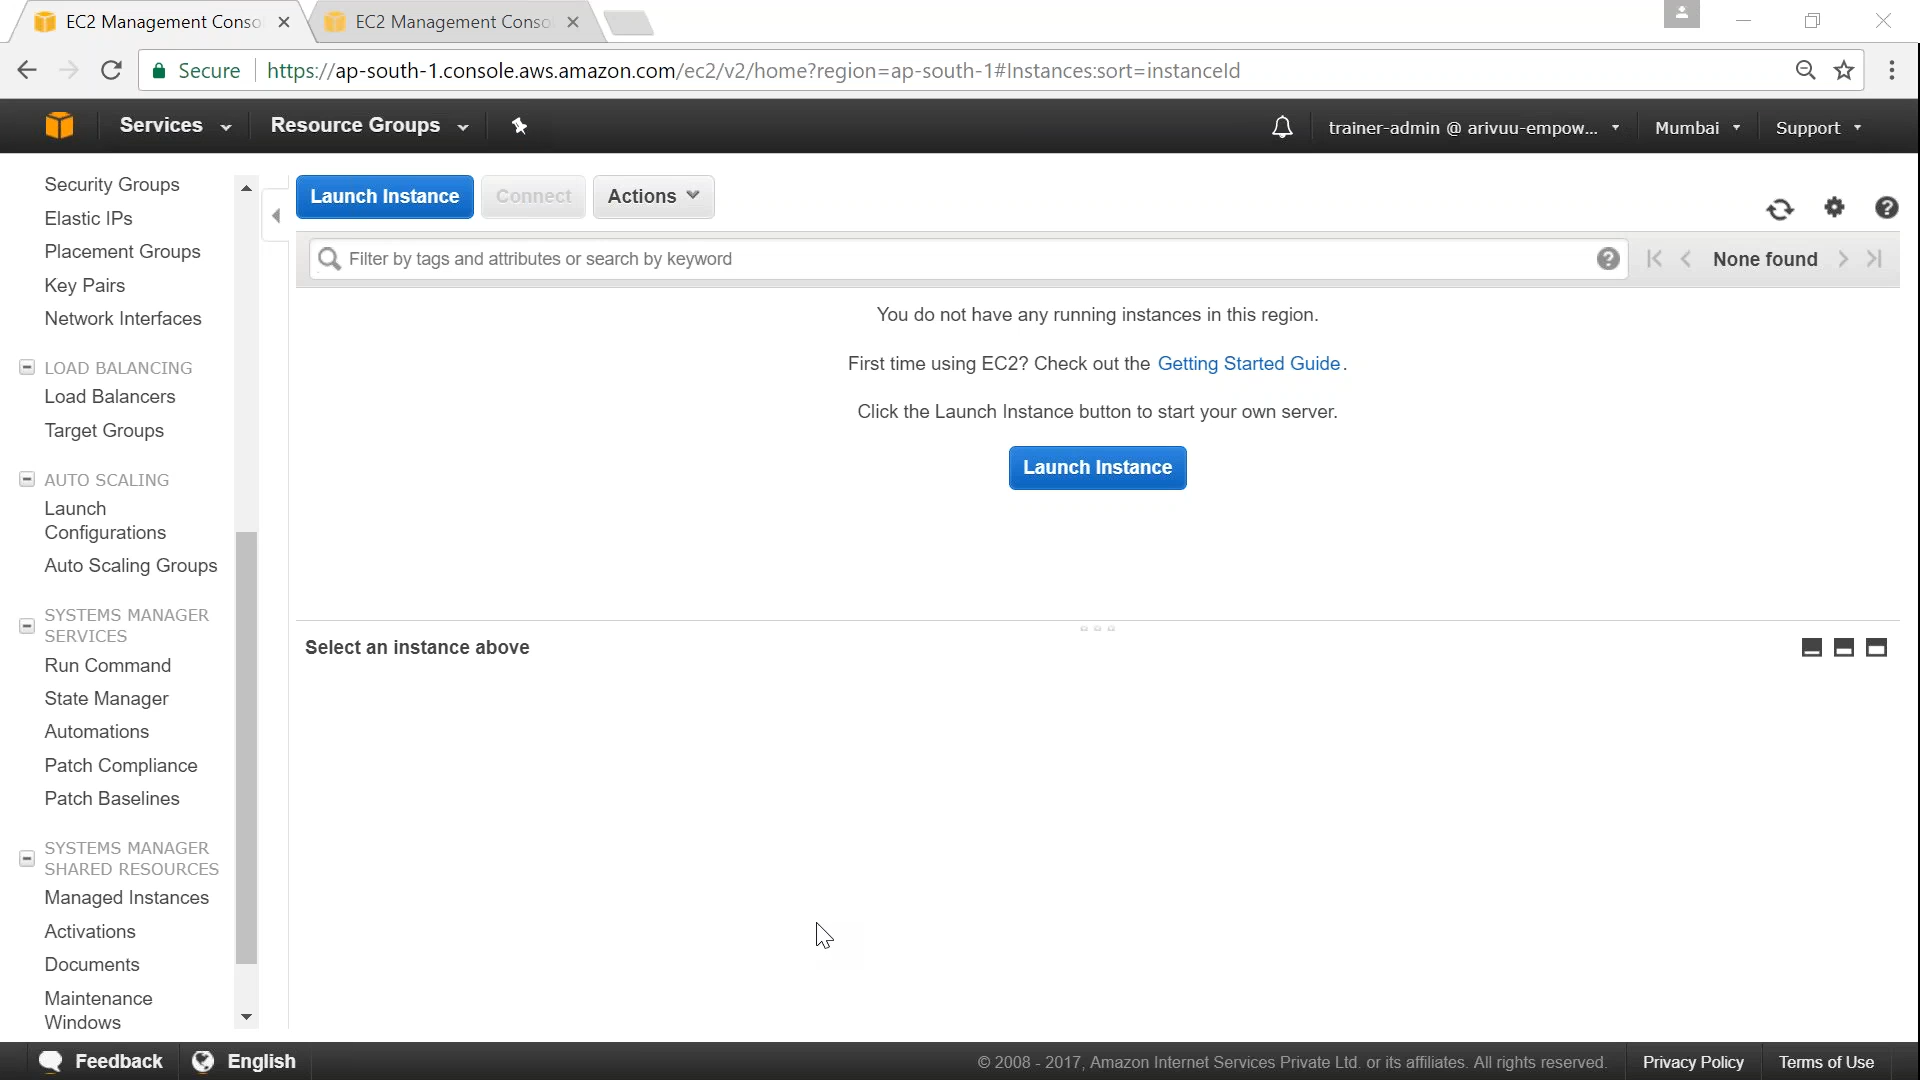 EC2 Management Conso
EC2 Management Conso
Secure
https://ap-south-1.console.aws.amazon.com/ec2/v2/home?region=ap-south-1#Instances:sort=instanceId
Services
Resource Groups
trainer-admin @ arivuu-empow...
Mumbai
Support
Security Groups
Elastic IPs
Placement Groups
Key Pairs
Network Interfaces
LOAD BALANCING
Load Balancers
Target Groups
AUTO SCALING
Launch
Configurations
Auto Scaling Groups
SYSTEMS MANAGER
SERVICES
Run Command
State Manager
Automations
Patch Compliance
Patch Baselines
SYSTEMS MANAGER
SHARED RESOURCES
Managed Instances
Activations
Documents
Maintenance
Windows
Launch Instance
Connect
Actions
Filter by tags and attributes or search by keyword
None found
You do not have any running instances in this region.
First time using EC2? Check out the Getting Started Guide.
Click the Launch Instance button to start your own server.
Launch Instance
Select an instance above
Feedback
English
© 2008 - 2017, Amazon Internet Services Private Ltd. or its affiliates. All rights reserved.
Privacy Policy
Terms of Use